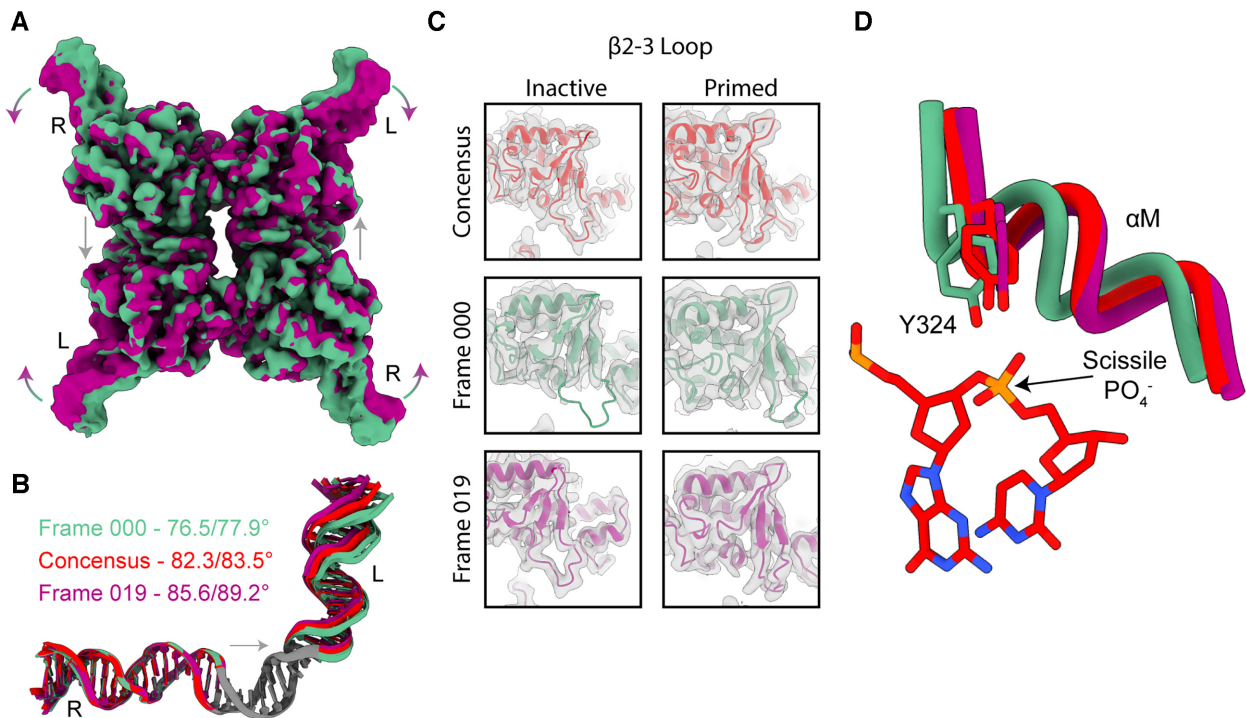 A
R
L
L
R
B
Frame 000 - 76.5/77.9°
Concensus - 82.3/83.5°
Frame 019 - 85.6/89.2°
L
R
C
β2-3 Loop
Inactive
Primed
Concensus
Frame 000
Frame 019
D
αM
Y324
Scissile
PO₄⁻